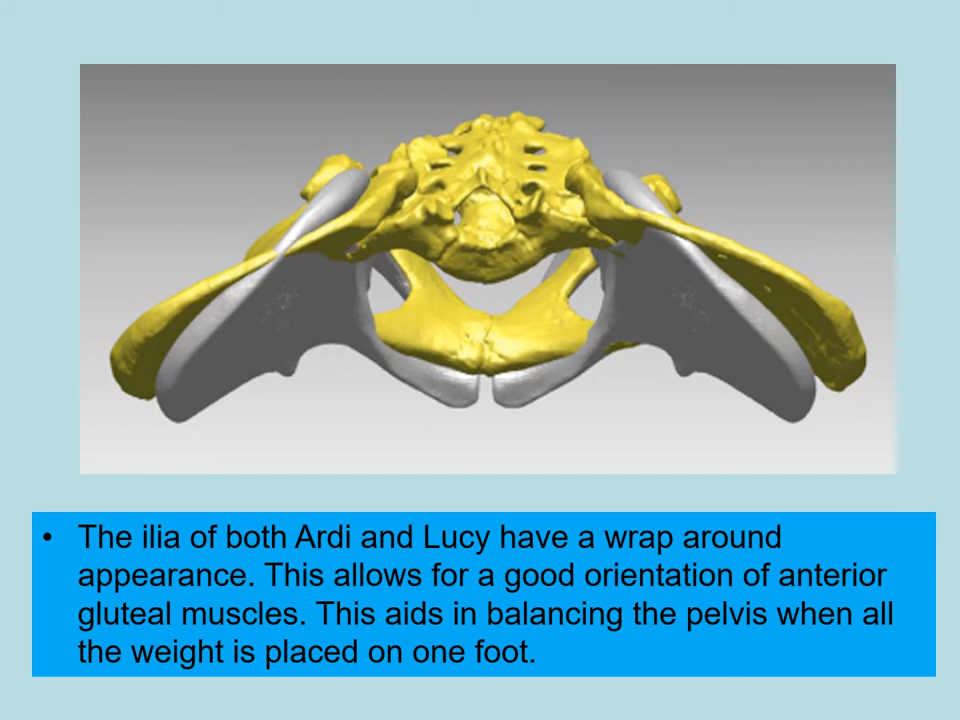 • The ilia of both Ardi and Lucy have a wrap around
appearance. This allows for a good orientation of anterior
gluteal muscles. This aids in balancing the pelvis when all
the weight is placed on one foot.